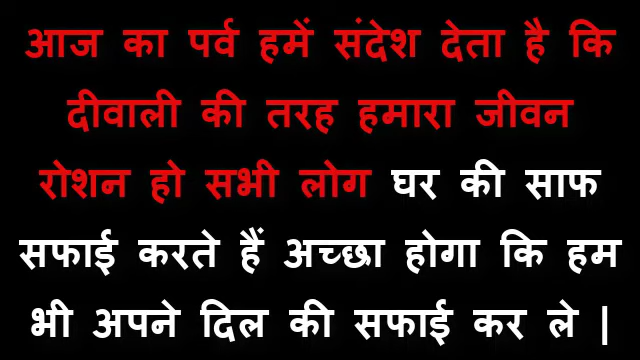 आज का पर्व हमें संदेश देता है कि
दीवाली की तरह हमारा जीवन
रोशन हो सभी लोग घर की साफ
सफाई करते हैं अच्छा होगा कि हम
भी अपने दिल की सफाई कर ले |